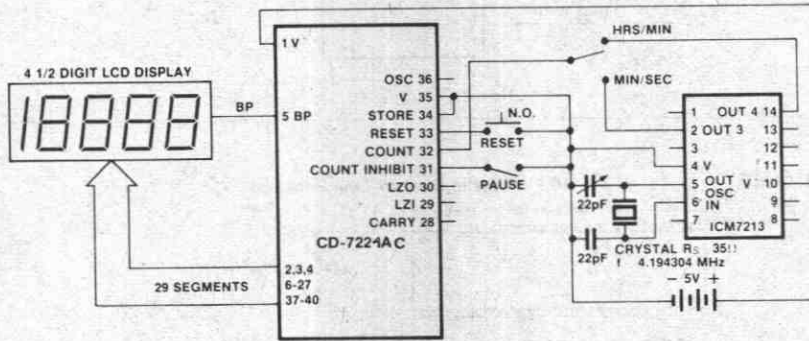 4 1/2 DIGIT LCD DISPLAY
18888
BP
29 SEGMENTS
1 V
5 BP
OSC 36
V 35
STORE 34
RESET 33
COUNT 32
COUNT INHIBIT 31
LZO 30
LZI 29
CARRY 28
CD-7224AC
2,3,4
6-27
37-40
N.O.
RESET
PAUSE
HRS/MIN
MIN/SEC
22pF
22pF
1 OUT 4 14
2 OUT 3 13
3 12
4 V 11
5 OUT V 10
OSC
6 IN 9
7 8
ICM7213
CRYSTAL RS 35
f 4.194304 MHz
− 5V +